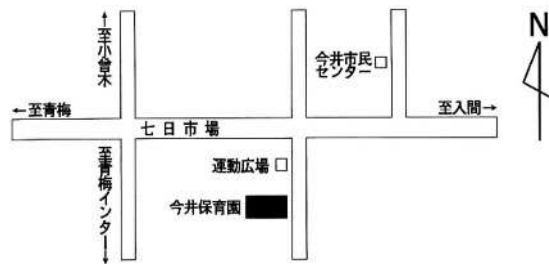 ←至小曾木
N
今井市民
センター
←至青梅
至入間→
七日市場
至青梅インター→
運動広場
今井保育園